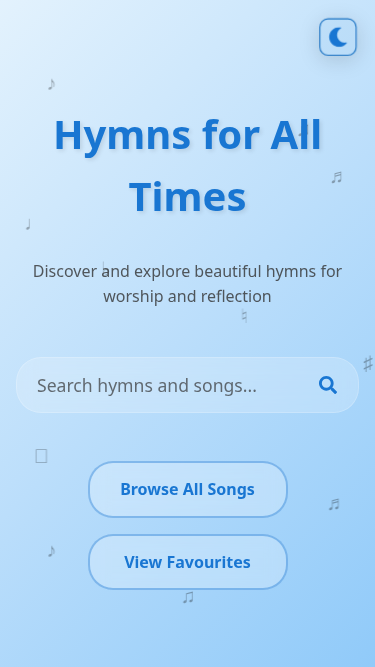 Hymns for All
Times
Discover and explore beautiful hymns for
worship and reflection
Search hymns and songs...
Browse All Songs
View Favourites